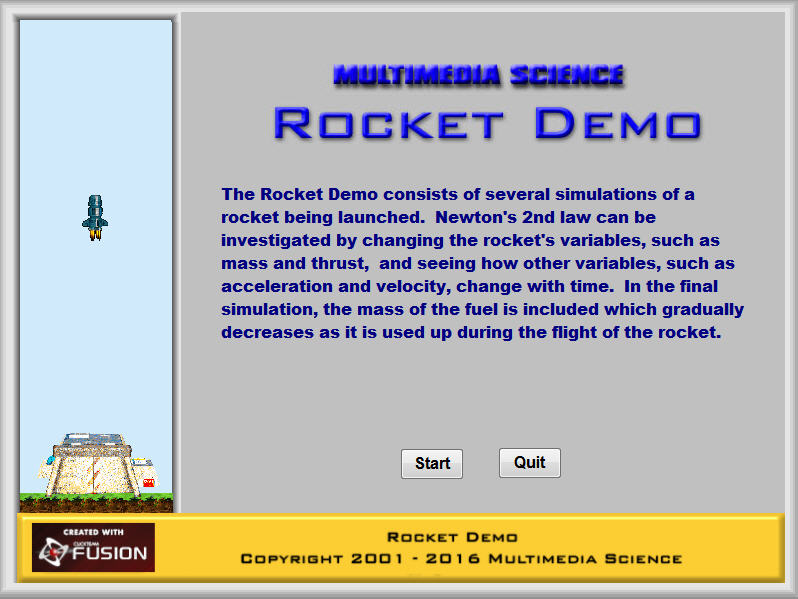 MULTIMEDIA SCIENCE
ROCKET DEMO
The Rocket Demo consists of several simulations of a
rocket being launched.  Newton's 2nd law can be
investigated by changing the rocket's variables, such as
mass and thrust,  and seeing how other variables, such as
acceleration and velocity, change with time.  In the final
simulation, the mass of the fuel is included which gradually
decreases as it is used up during the flight of the rocket.
Start
Quit
CREATED WITH
CLICKTEAM
FUSION
ROCKET DEMO
COPYRIGHT 2001 - 2016 MULTIMEDIA SCIENCE